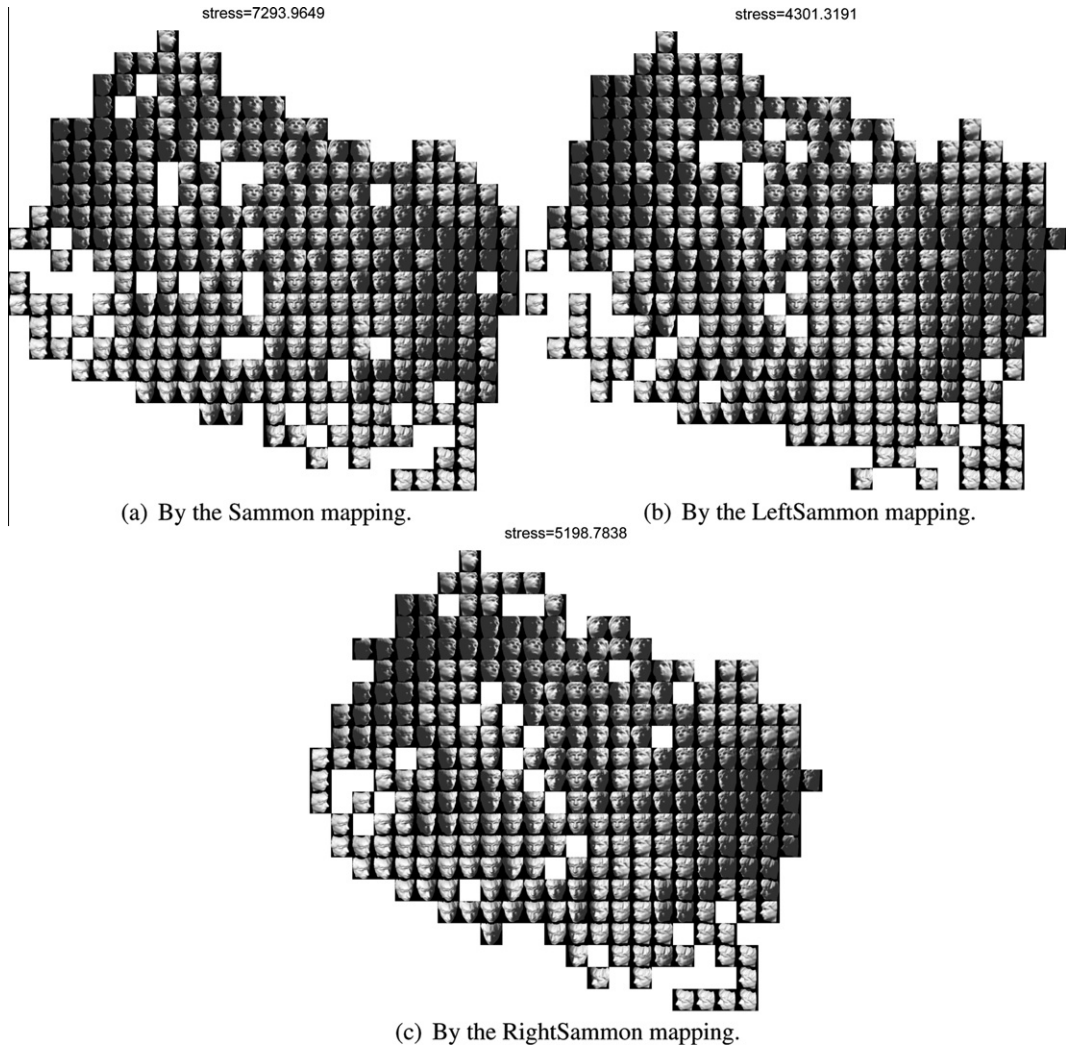 stress=7293.9649
stress=4301.3191
(a) By the Sammon mapping.
(b) By the LeftSammon mapping.
stress=5198.7838
(c) By the RightSammon mapping.